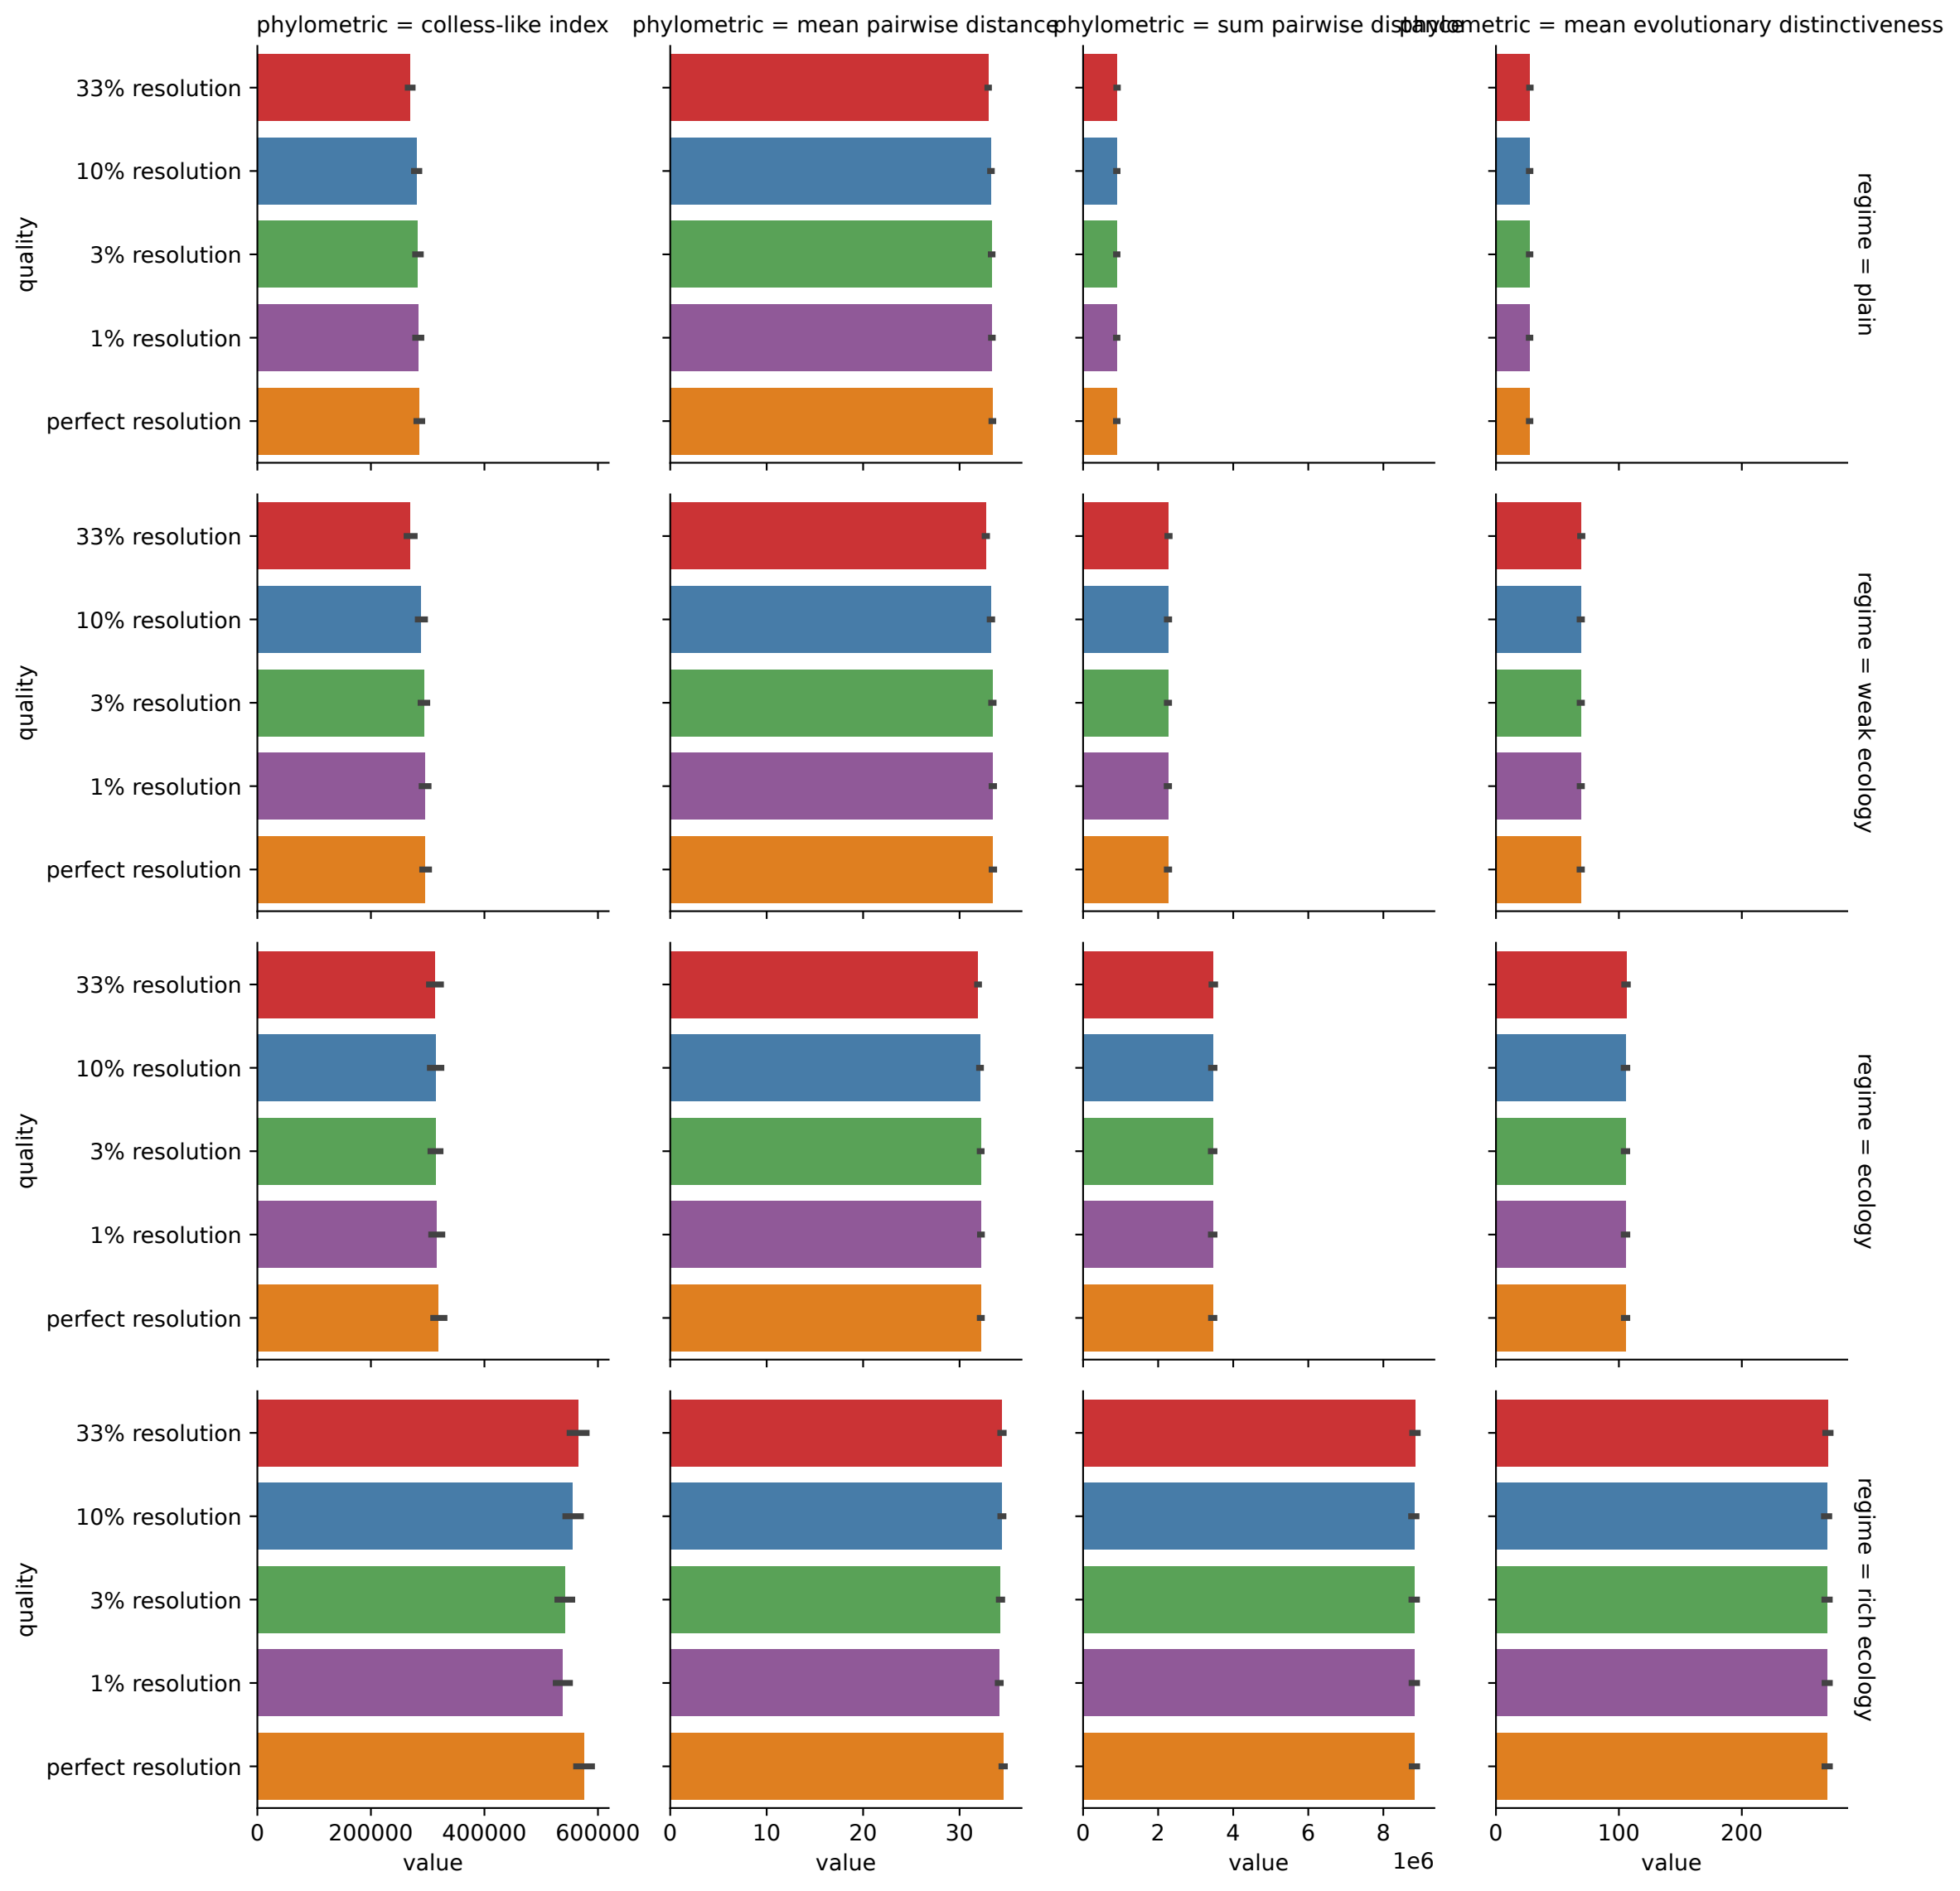 phylometric = colless-like index
phylometric = mean pairwise distance
phylometric = sum pairwise distance
phylometric = mean evolutionary distinctiveness
quality
33% resolution
10% resolution
3% resolution
1% resolution
perfect resolution
regime = plain
quality
33% resolution
10% resolution
3% resolution
1% resolution
perfect resolution
regime = weak ecology
quality
33% resolution
10% resolution
3% resolution
1% resolution
perfect resolution
regime = ecology
quality
33% resolution
10% resolution
3% resolution
1% resolution
perfect resolution
regime = rich ecology
0 200000 400000 600000
value
0 10 20 30
value
0 2 4 6 8
1e6
value
0 100 200
value